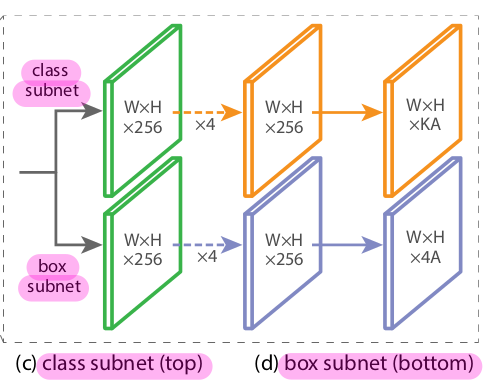 class
subnet
W×H
×256
×4
W×H
×256
W×H
×KA
box
subnet
W×H
×256
×4
W×H
×256
W×H
×4A
(c) class subnet (top)
(d) box subnet (bottom)